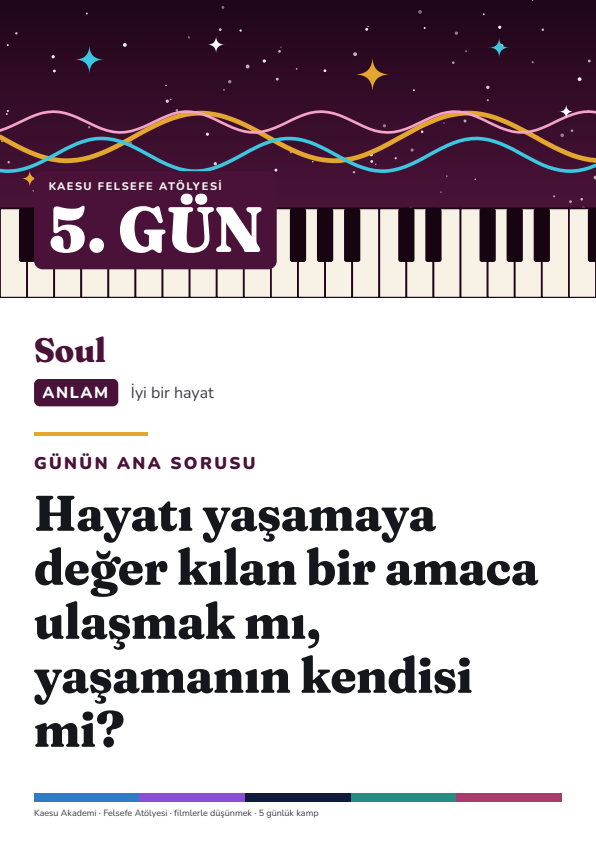 KAESU FELSEFE ATÖLYESİ
5. GÜN
Soul
ANLAM İyi bir hayat
GÜNÜN ANA SORUSU
Hayatı yaşamaya
değer kılan bir amaca
ulaşmak mı,
yaşamanın kendisi
mi?
Kaesu Akademi · Felsefe Atölyesi · filmlerle düşünmek · 5 günlük kamp